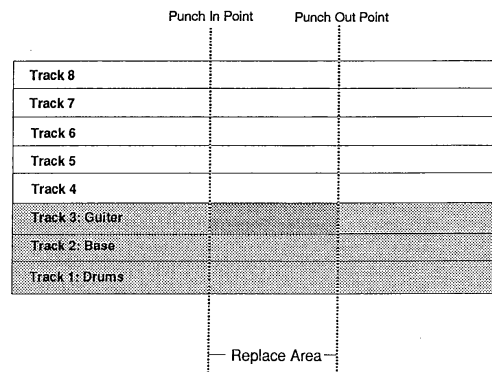 Punch In Point
Punch Out Point
Track 8
Track 7
Track 6
Track 5
Track 4
Track 3: Guiter
Track 2: Base
Track 1: Drums
Replace Area